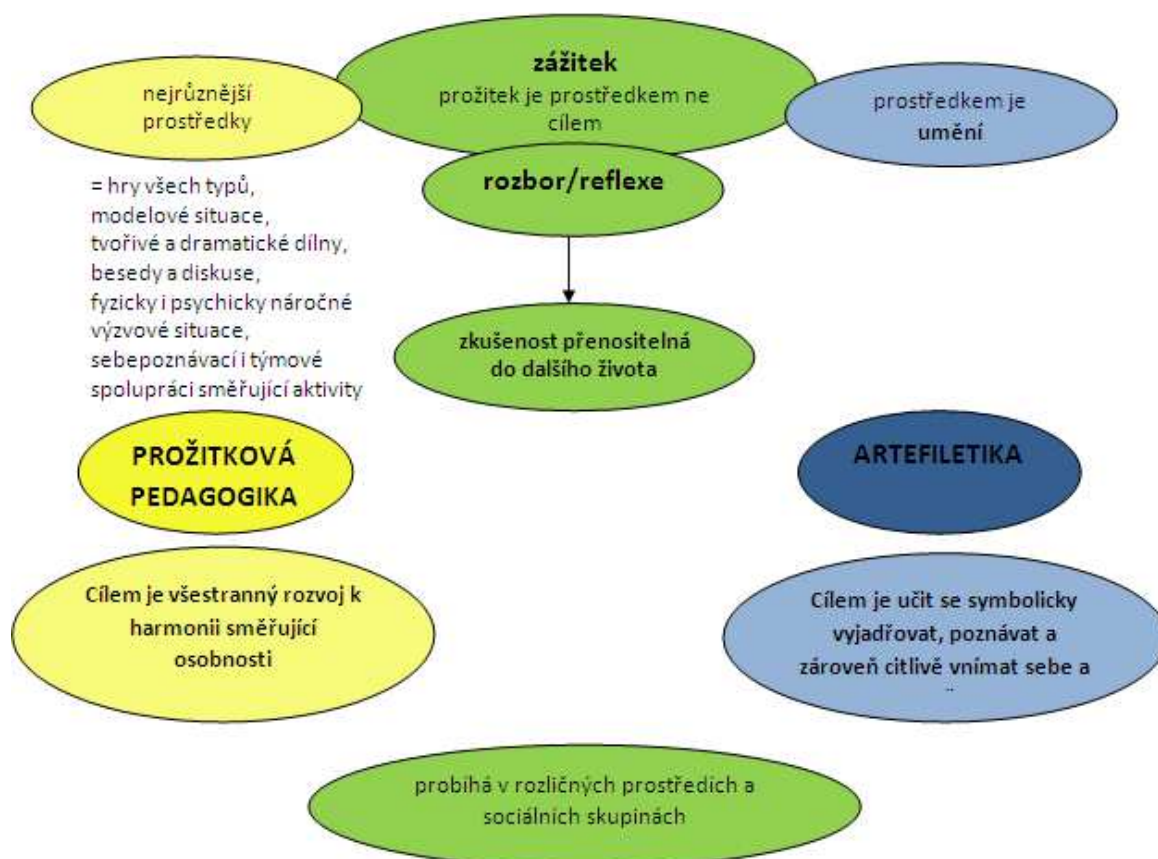 zážitek
prožitek je prostředkem ne
cílem
nejrůznější
prostředky
prostředkem je
umění
rozbor/reflexe
= hry všech typů,
modelové situace,
tvořivé a dramatické dílny,
besedy a diskuse,
fyzicky i psychicky náročné
výzvové situace,
sebepoznávací i týmové
spolupráci směřující aktivity
zkušenost přenositelná
do dalšího života
PROŽITKOVÁ
PEDAGOGIKA
ARTEFILETIKA
Cílem je všestranný rozvoj k
harmonii směřující
osobnosti
Cílem je učit se symbolicky
vyjadřovat, poznávat a
zároveň citlivě vnímat sebe a
probíhá v rozličných prostředích a
sociálních skupinách